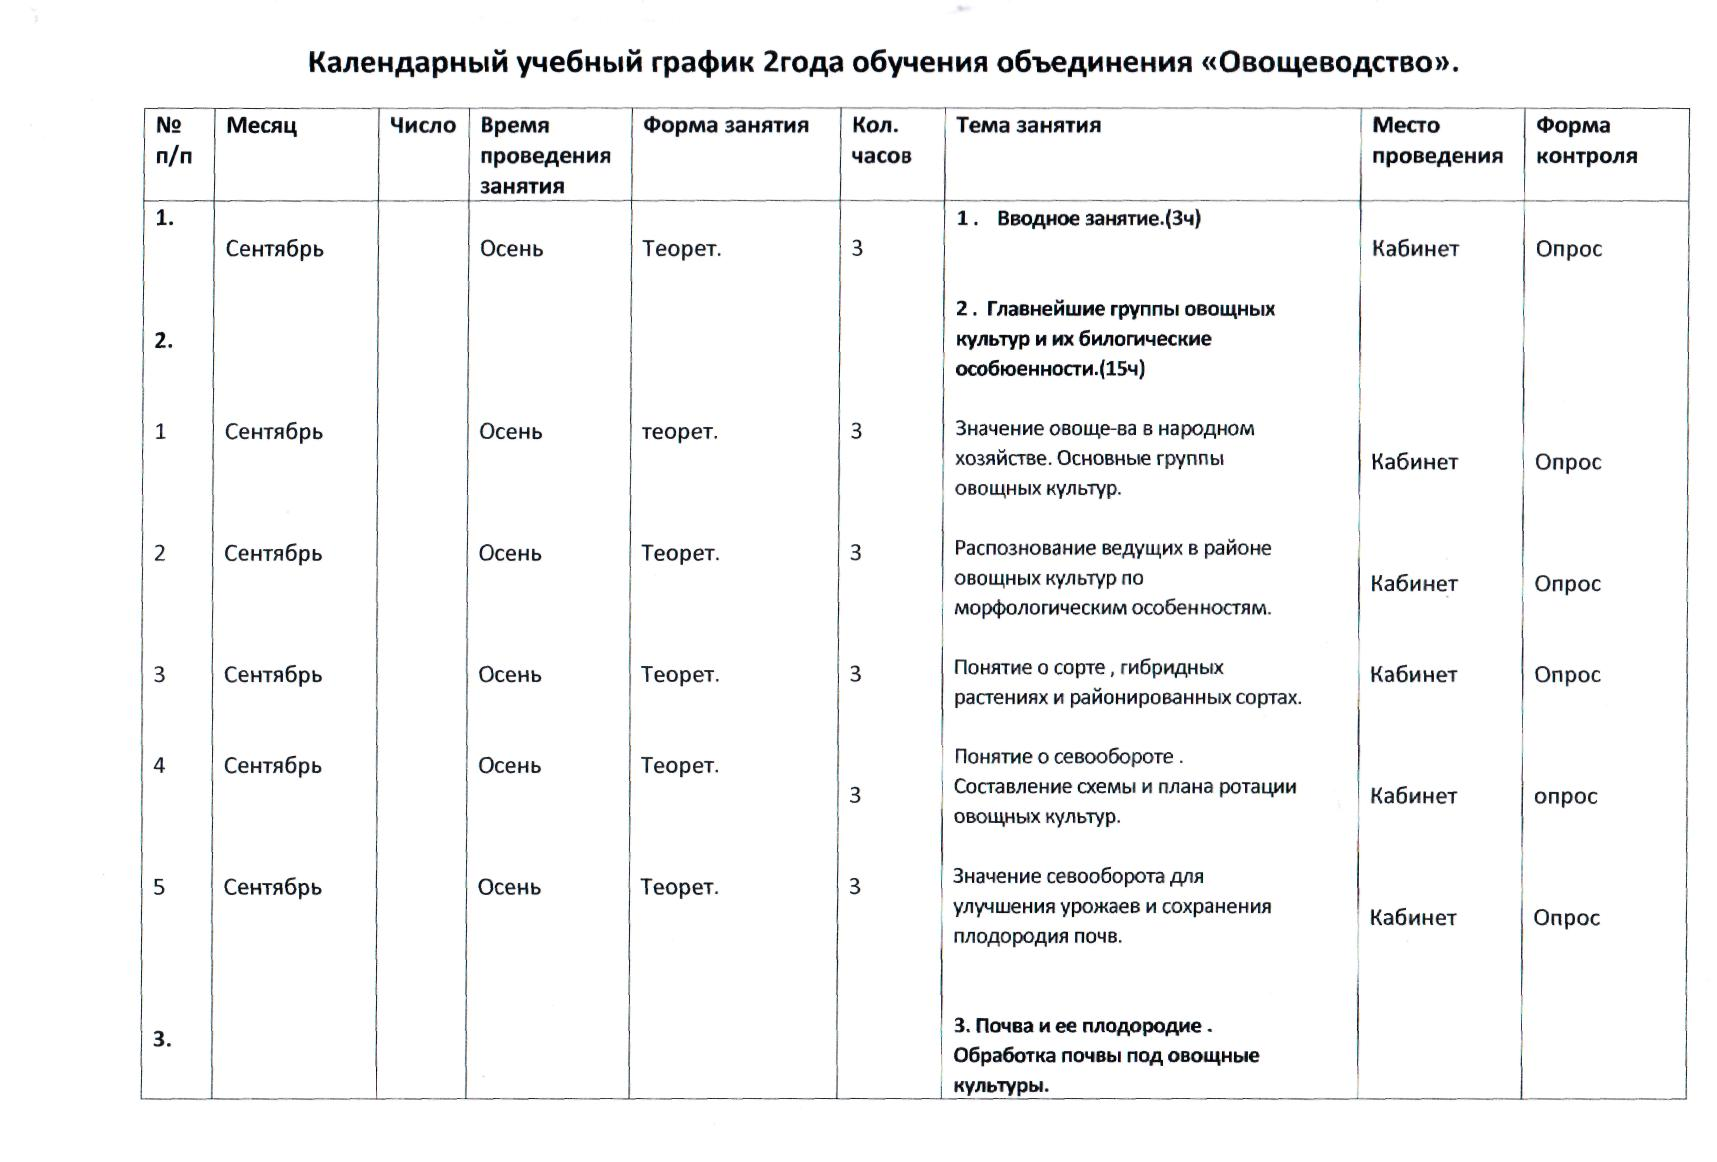 Календарный учебный график 2года обучения объединения «Овощеводство».
№ п/п Месяц Число Время проведения занятия Форма занятия Кол. часов Тема занятия Место проведения Форма контроля
1. 1 . Вводное занятие.(3ч)
Сентябрь Осень Теорет. 3 Кабинет Опрос
2 . Главнейшие группы овощных
2. культур и их билогические
особюенности.(15ч)
1 Сентябрь Осень теорет. 3 Значение овоще-ва в народном
хозяйстве. Основные группы Кабинет Опрос
овощных культур.
2 Сентябрь Осень Теорет. 3 Распознование ведущих в районе
овощных культур по Кабинет Опрос
морфологическим особенностям.
3 Сентябрь Осень Теорет. 3 Понятие о сорте , гибридных Кабинет Опрос
растениях и районированных сортах.
4 Сентябрь Осень Теорет. Понятие о севообороте .
3 Составление схемы и плана ротации Кабинет опрос
овощных культур.
5 Сентябрь Осень Теорет. 3 Значение севооборота для
улучшения урожаев и сохранения Кабинет Опрос
плодородия почв.
3. 3. Почва и ее плодородие .
Обработка почвы под овощные
культуры.